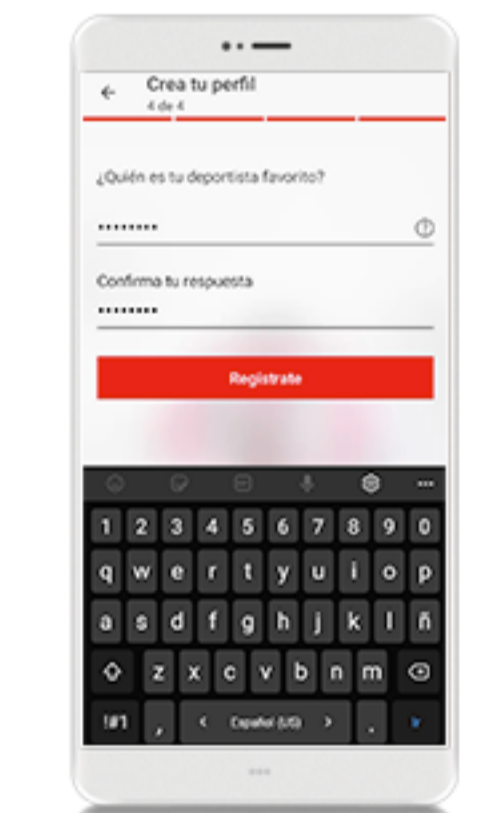 Crea tu perfil
4 de 4
¿Quién es tu deportista favorito?
••••••••
Confirma tu respuesta
••••••••
Regístrate
1 2 3 4 5 6 7 8 9 0
q w e r t y u i o p
a s d f g h j k l ñ
z x c v b n m
!#1 , < Español (US) > . Ir